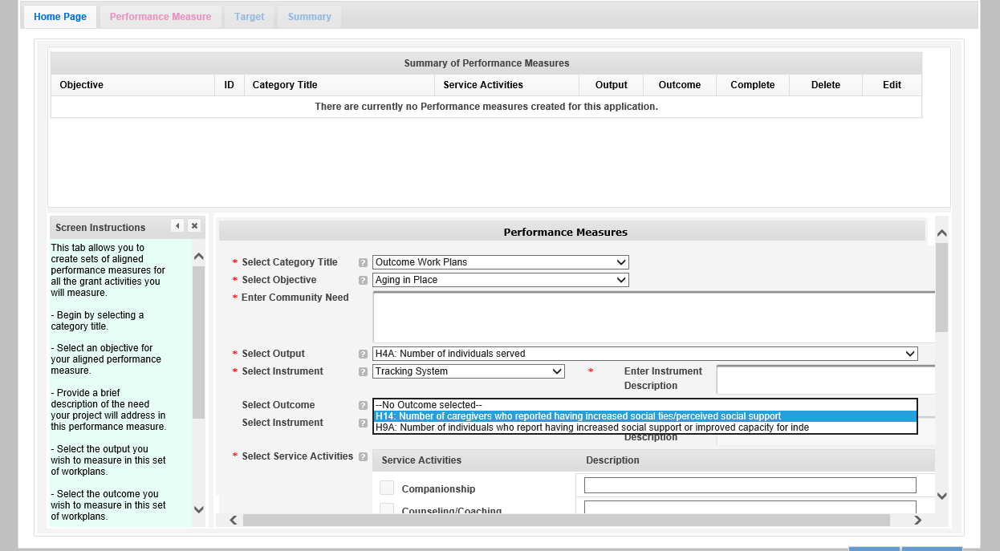 Home Page Performance Measure Target Summary
Summary of Performance Measures
Objective ID Category Title Service Activities Output Outcome Complete Delete Edit
There are currently no Performance measures created for this application.
Screen Instructions
This tab allows you to
create sets of aligned
performance measures for
all the grant activities you
will measure.
- Begin by selecting a
category title.
- Select an objective for
your aligned performance
measure.
- Provide a brief
description of the need
your project will address in
this performance measure.
- Select the output you
wish to measure in this set
of workplans.
- Select the outcome you
wish to measure in this set
of workplans.
Performance Measures
* Select Category Title ? Outcome Work Plans
* Select Objective ? Aging in Place
* Enter Community Need
* Select Output ? H4A: Number of individuals served
* Select Instrument ? Tracking System * Enter Instrument
Description
Select Outcome ? --No Outcome selected--
H14: Number of caregivers who reported having increased social ties/perceived social support
Select Instrument ? H9A: Number of individuals who report having increased social support or improved capacity for inde
Description
* Select Service Activities ? Service Activities Description
Companionship
Counseling/Coaching